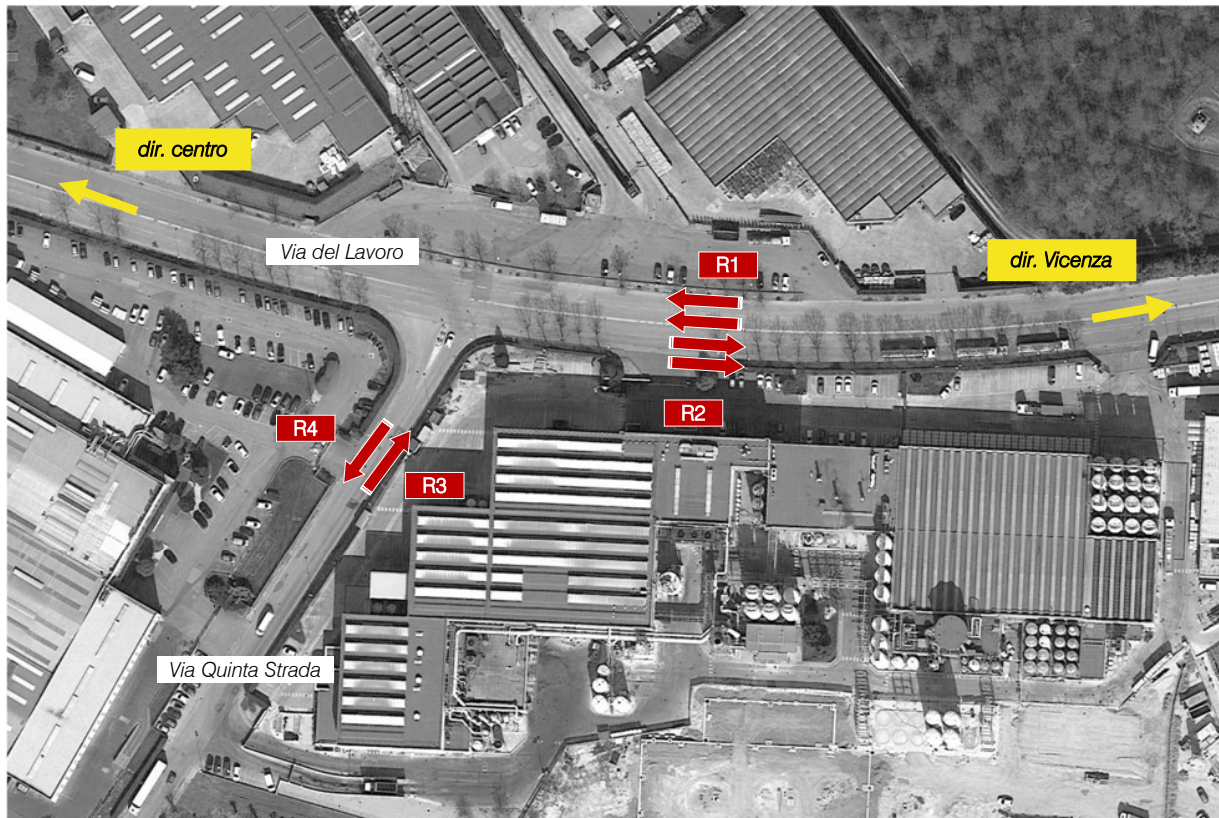 dir. centro
Via del Lavoro
R1
dir. Vicenza
R2
R4
R3
Via Quinta Strada